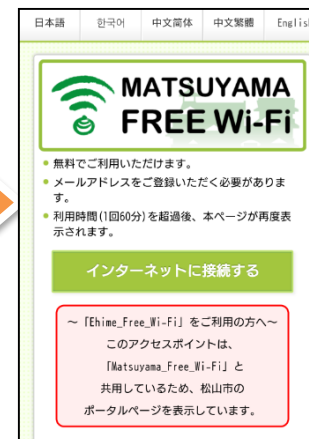 日本語 한국어 中文简体 中文繁體 English
MATSUYAMA
FREE Wi-Fi
無料でご利用いただけます。
メールアドレスをご登録いただく必要がありま
す。
利用時間(1回60分)を超過後、本ページが再度表
示されます。
インターネットに接続する
～「Ehime_Free_Wi-Fi」をご利用の方へ～
このアクセスポイントは、
「Matsuyama_Free_Wi-Fi」と
共用しているため、松山市の
ポータルページを表示しています。